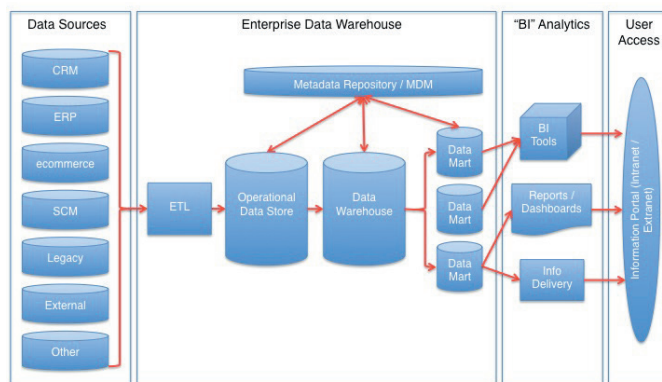 Data Sources
Enterprise Data Warehouse
“BI” Analytics
User
Access
CRM
ERP
ecommerce
SCM
Legacy
External
Other
ETL
Metadata Repository / MDM
Operational
Data Store
Data
Warehouse
Data
Mart
Data
Mart
Data
Mart
BI
Tools
Reports /
Dashboards
Info
Delivery
Information Portal (Intranet /
Extranet)